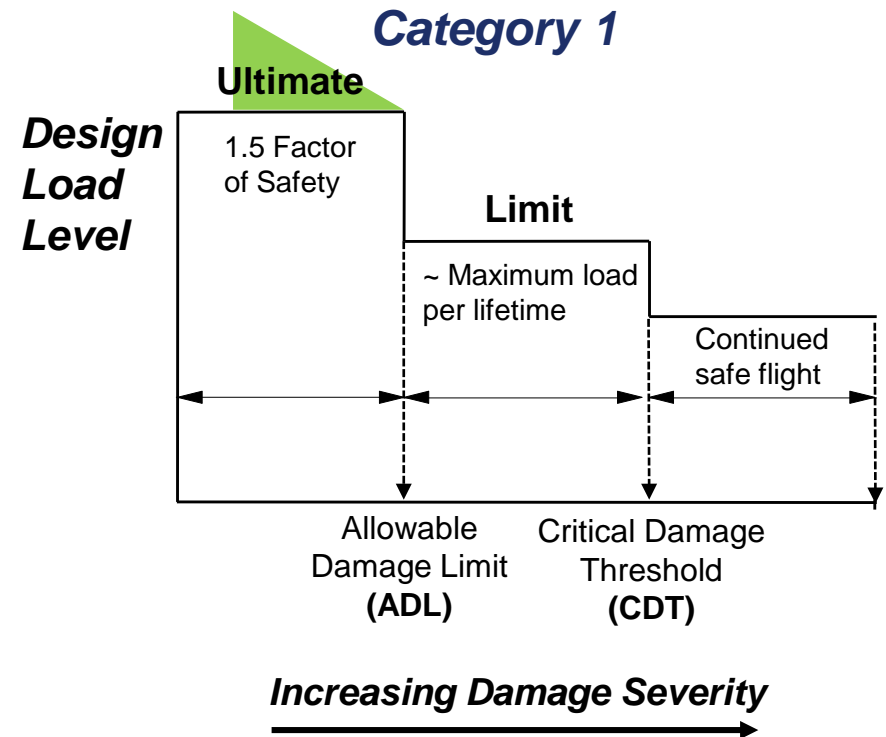 Category 1
Ultimate
Design
Load
Level
1.5 Factor
of Safety
Limit
~ Maximum load
per lifetime
Continued
safe flight
Allowable
Damage Limit
(ADL)
Critical Damage
Threshold
(CDT)
Increasing Damage Severity